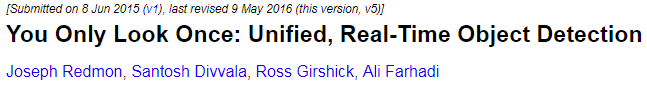 [Submitted on 8 Jun 2015 (v1), last revised 9 May 2016 (this version, v5)]
You Only Look Once: Unified, Real-Time Object Detection
Joseph Redmon, Santosh Divvala, Ross Girshick, Ali Farhadi